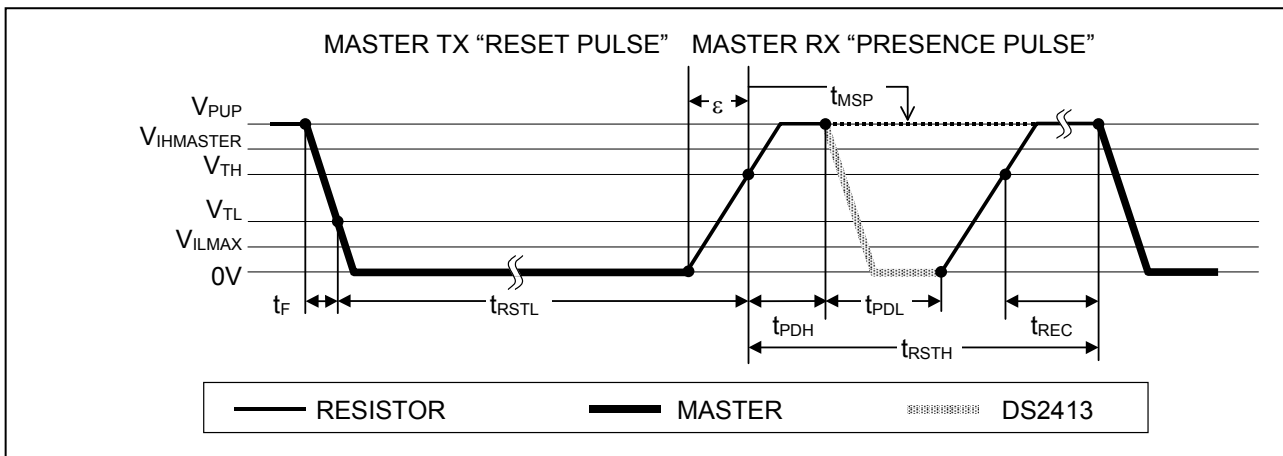 MASTER TX “RESET PULSE” MASTER RX “PRESENCE PULSE”
ε
tMSP
VPUP
VIHMASTER
VTH
VTL
VILMAX
0V
tF
tRSTL
tPDH
tPDL
tREC
tRSTH
RESISTOR MASTER DS2413